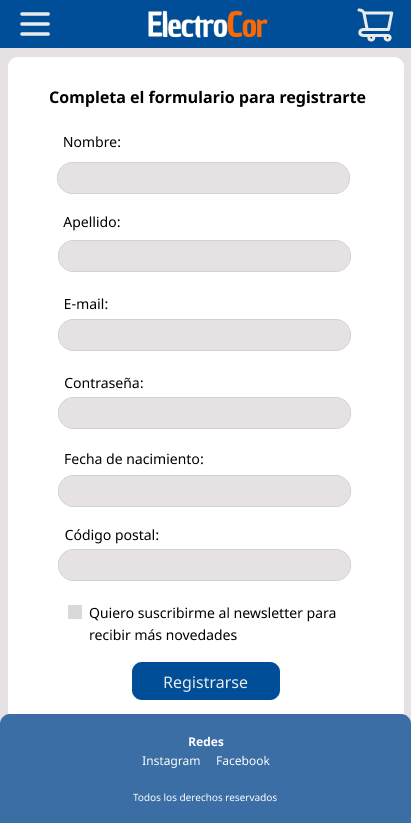 ElectroCor
Completa el formulario para registrarte
Nombre:
Apellido:
E-mail:
Contraseña:
Fecha de nacimiento:
Código postal:
Quiero suscribirme al newsletter para
recibir más novedades
Registrarse
Redes
Instagram Facebook
Todos los derechos reservados